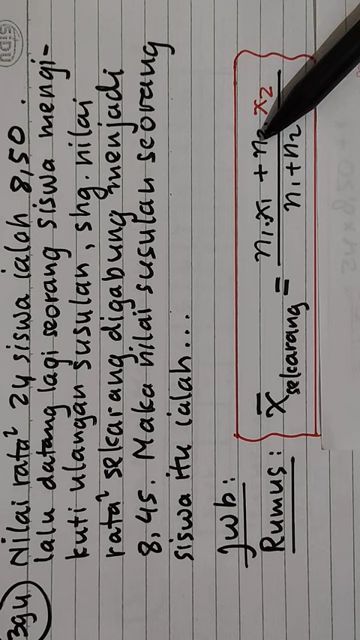 394
Nilai rata² 24 siswa ialah 8,50.
lalu datang lagi seorang siswa mengi-
kuti ulangan susulan, shg. nilai
rata² sekarang digabung menjadi
8,45. Maka nilai susulan seorang
siswa itu ialah...
Jwb:
Rumus: x̄ sekarang = n₁.x₁ + n₂ x₂ / n₁ + n₂
SIDU